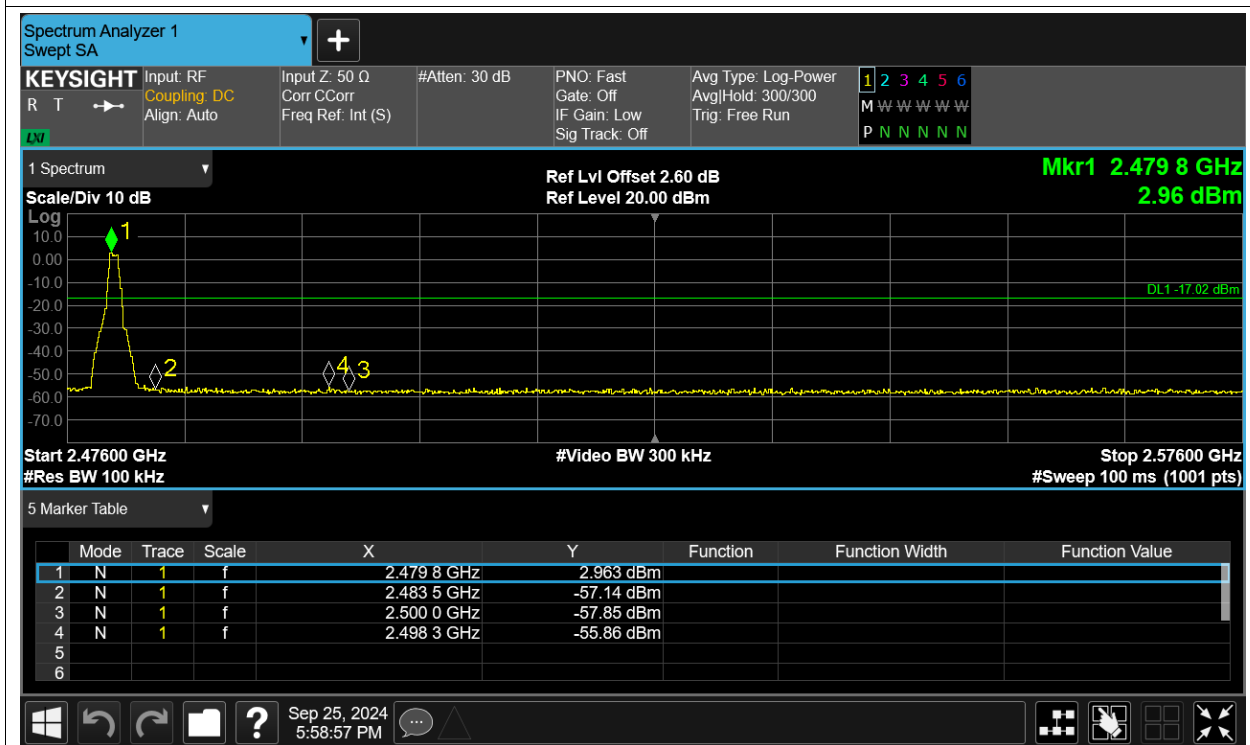 Spectrum Analyzer 1
Swept SA
+
KEYSIGHT Input: RF Input Z: 50 Ω #Atten: 30 dB PNO: Fast Avg Type: Log-Power 1 2 3 4 5 6
R T Coupling: DC Corr CCorr Gate: Off Avg|Hold: 300/300 M W W W W W
Align: Auto Freq Ref: Int (S) IF Gain: Low Trig: Free Run
LXI Sig Track: Off P N N N N N
1 Spectrum Ref Lvl Offset 2.60 dB Mkr1 2.479 8 GHz
Scale/Div 10 dB Ref Level 20.00 dBm 2.96 dBm
Log
1
10.0
0.00
-10.0
DL1 -17.02 dBm
-20.0
-30.0
-40.0
2 4 3
-50.0
-60.0
-70.0
Start 2.47600 GHz #Video BW 300 kHz Stop 2.57600 GHz
#Res BW 100 kHz #Sweep 100 ms (1001 pts)
5 Marker Table
Mode Trace Scale X Y Function Function Width Function Value
1 N 1 f 2.479 8 GHz 2.963 dBm
2 N 1 f 2.483 5 GHz -57.14 dBm
3 N 1 f 2.500 0 GHz -57.85 dBm
4 N 1 f 2.498 3 GHz -55.86 dBm
5
6
? Sep 25, 2024
5:58:57 PM